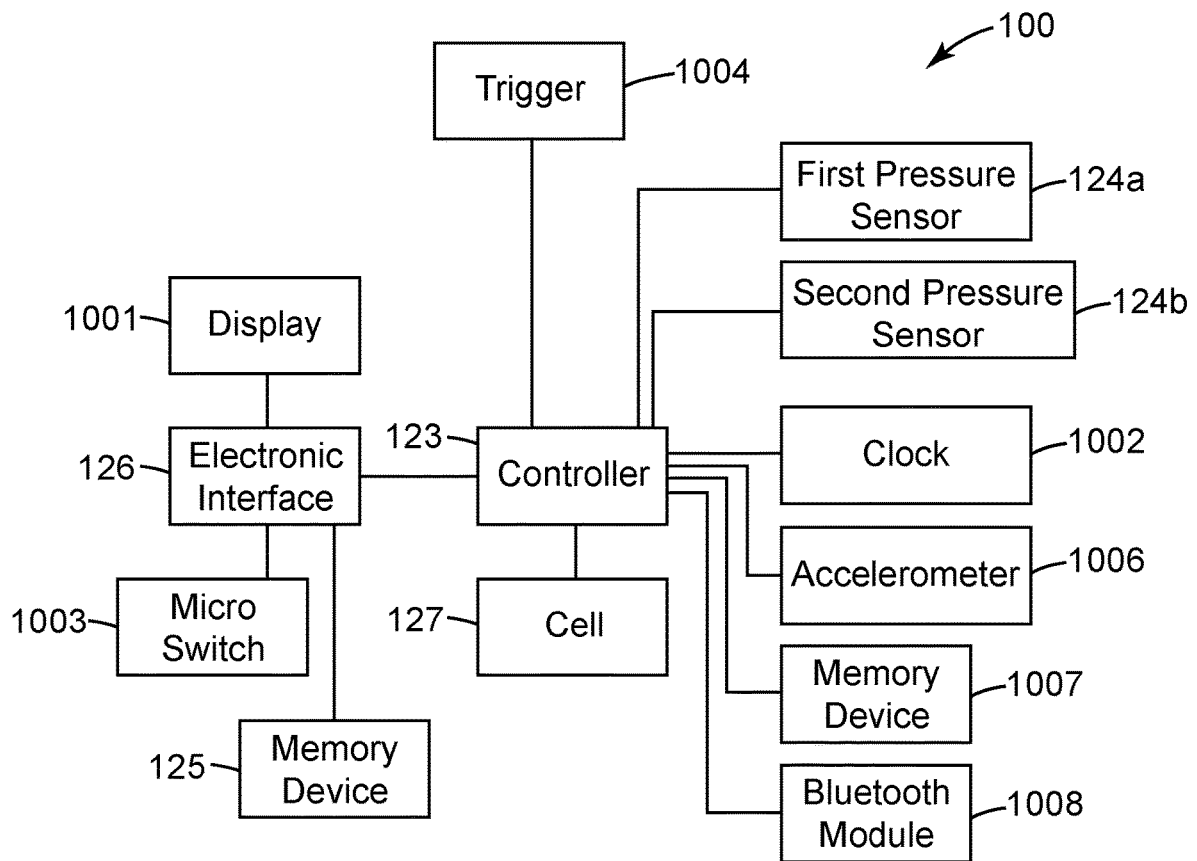 100
Trigger
1004
First Pressure
Sensor
124a
Second Pressure
Sensor
124b
1001
Display
123
Controller
126
Electronic
Interface
Clock
1002
Accelerometer
1006
1003
Micro
Switch
127
Cell
Memory
Device
1007
125
Memory
Device
Bluetooth
Module
1008